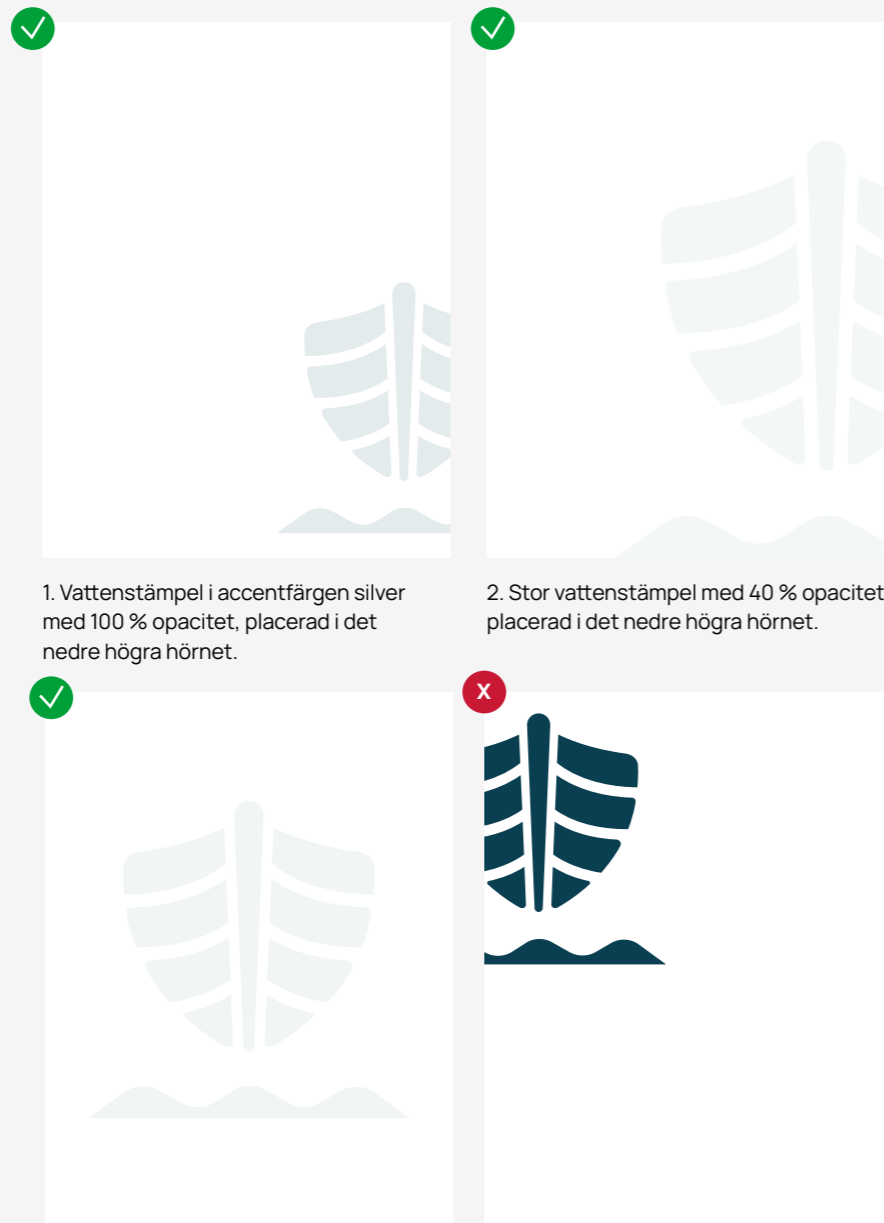 1. Vattenstämpel i accentfärgen silver
med 100 % opacitet, placerad i det
nedre högra hörnet.
2. Stor vattenstämpel med 40 % opacitet
placerad i det nedre högra hörnet.
X